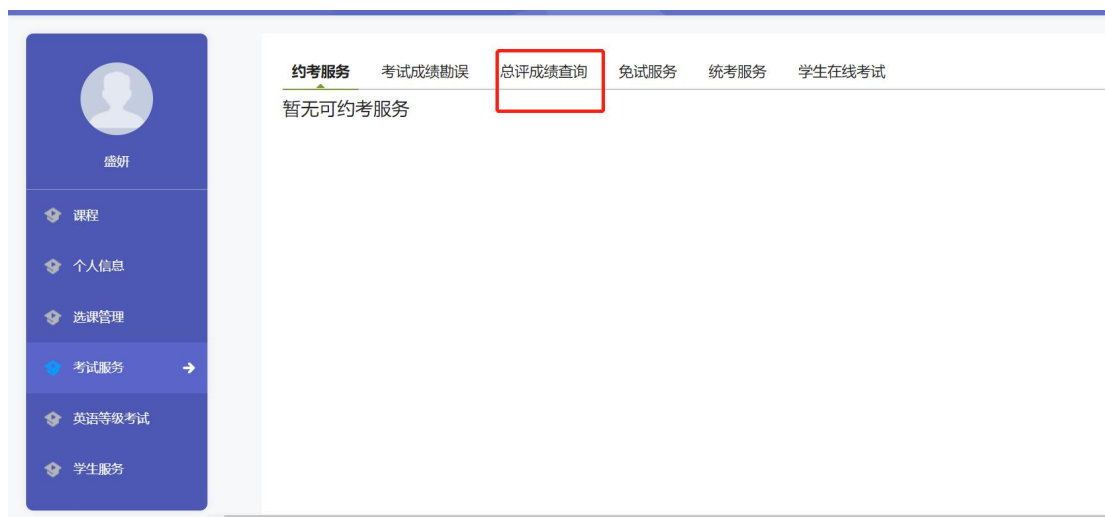 盛妍
课程
个人信息
选课管理
考试服务
英语等级考试
学生服务
约考服务 考试成绩勘误 总评成绩查询 免试服务 统考服务 学生在线考试
暂无可约考服务